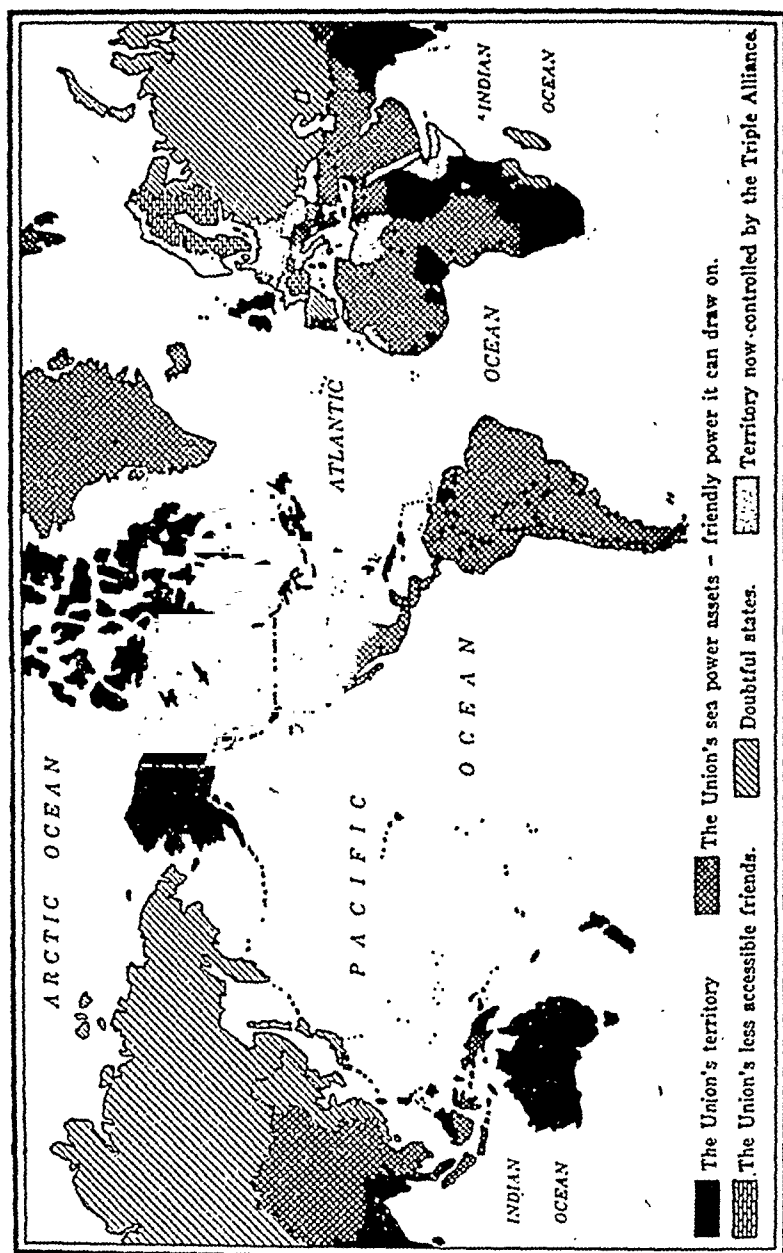 ARCTIC OCEAN
PACIFIC
OCEAN
ATLANTIC
OCEAN
INDIAN
OCEAN
INDIAN
OCEAN
The Union's territory
The Union's sea power assets – friendly power it can draw on.
The Union's less accessible friends.
Doubtful states.
Territory now controlled by the Triple Alliance.